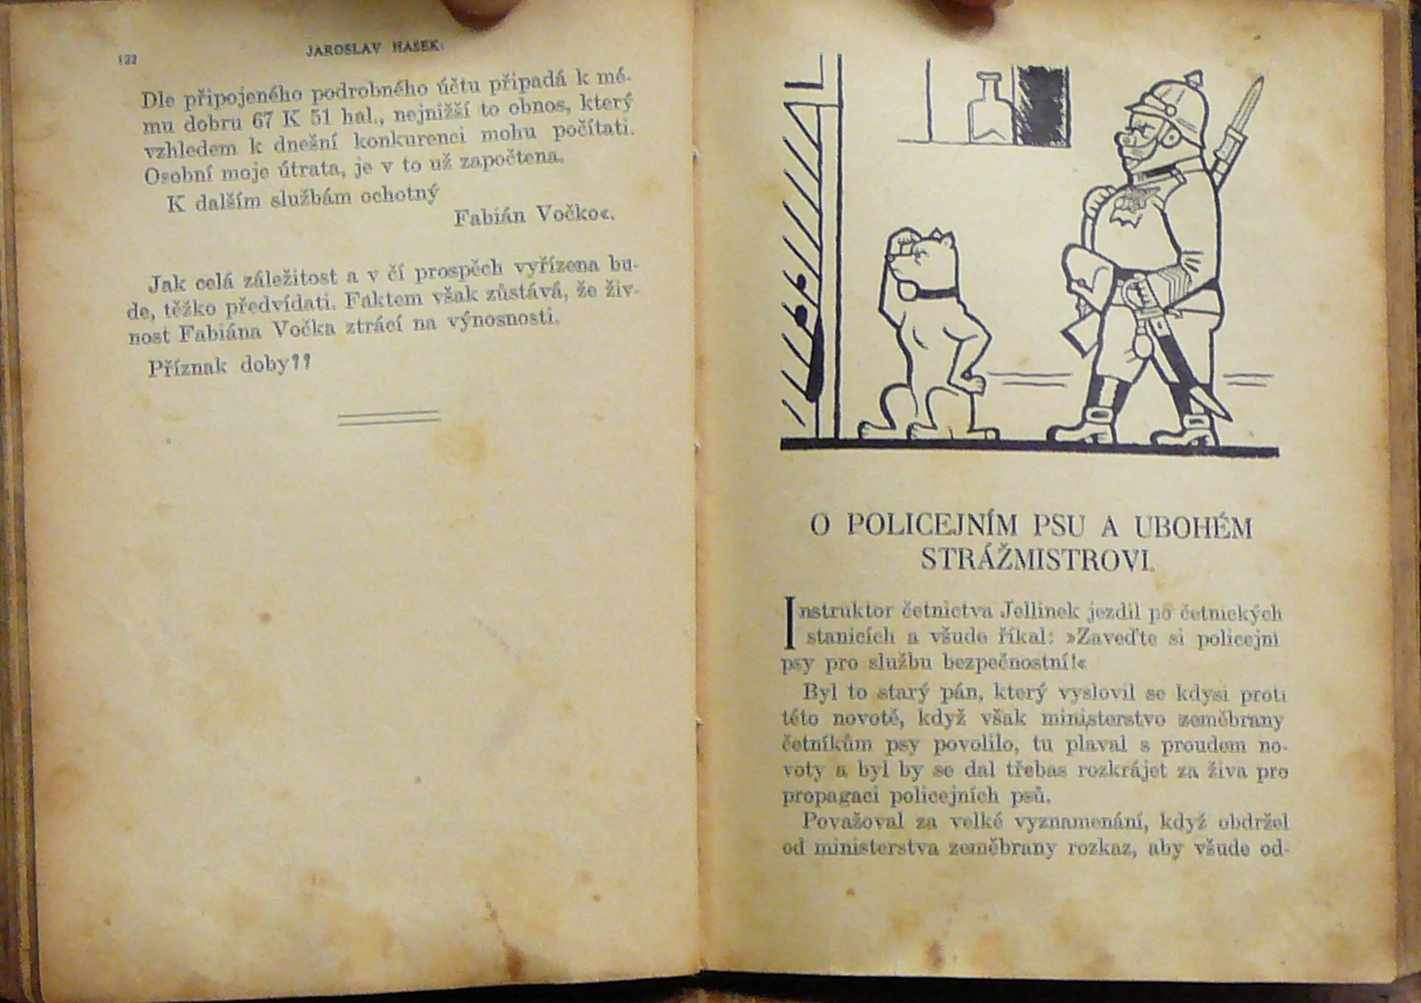 122
JAROSLAV HAŠEK:
Dle připojeného podrobného účtu připadá k mé-
mu dobru 67 K 51 hal., nejnižší to obnos, který
vzhledem k dnešní konkurenci mohu počítati.
Osobní moje útrata, je v to už započtena.
K dalším službám ochotný
Fabián Vočko«.
Jak celá záležitost a v čí prospěch vyřízena bu-
de, těžko předvídati. Faktem však zůstává, že živ-
nost Fabiána Vočka ztrácí na výnosnosti.
Příznak doby??
O POLICEJNÍM PSU A UBOHÉM
STRÁŽMISTROVI.
Instruktor četnictva Jellinek jezdil po četnických
stanicích a všude říkal: »Zaveďte si policejní
psy pro službu bezpečnostní!«
Byl to starý pán, který vyslovil se kdysi proti
této novotě, když však ministerstvo zeměbrany
četníkům psy povolilo, tu plaval s proudem no-
voty a byl by se dal třebas rozkrájet za živa pro
propagaci policejních psů.
Považoval za velké vyznamenání, když obdržel
od ministerstva zeměbrany rozkaz, aby všude od-